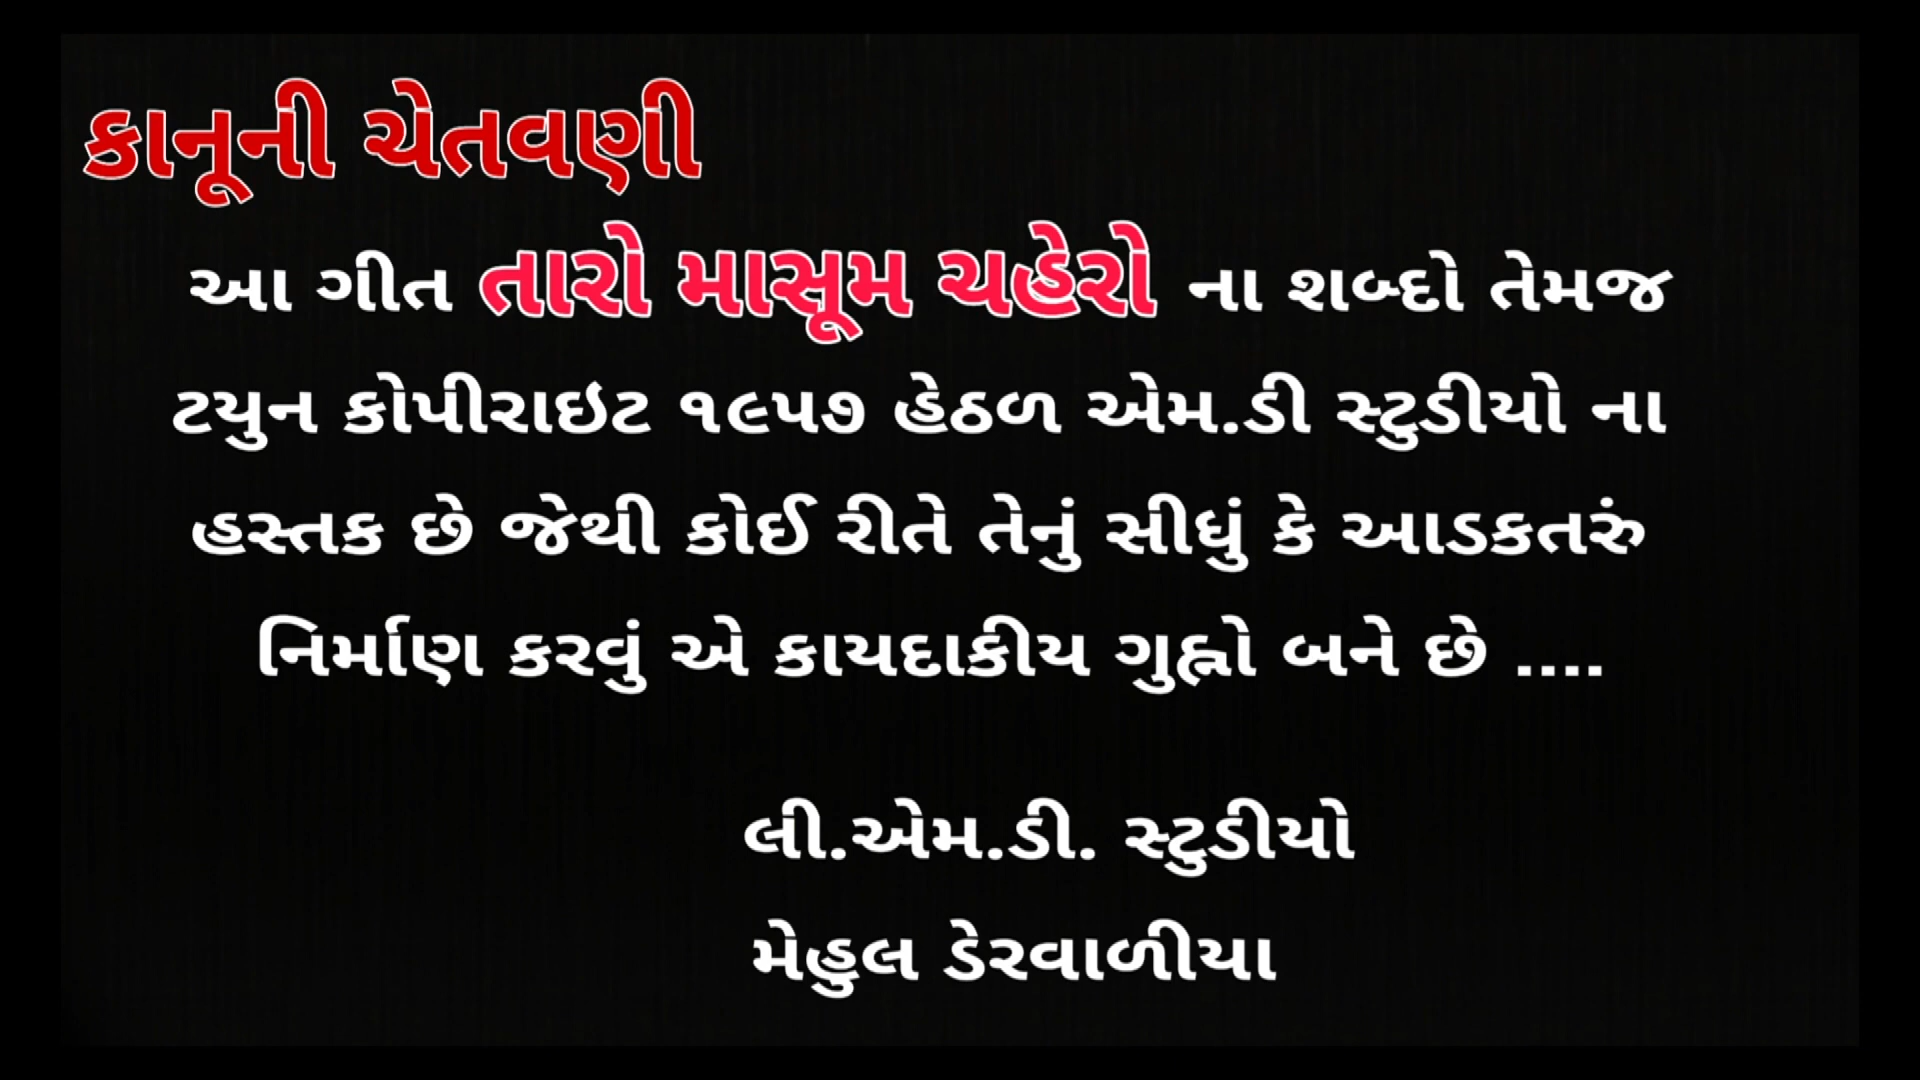 કાનૂની ચેતવણી
આ ગીત તારો માસૂમ ચહેરો ના શબ્દો તેમજ
ટયુન કોપીરાઇટ ૧૯૫૭ હેઠળ એમ.ડી સ્ટુડીયો ના
હસ્તક છે જેથી કોઈ રીતે તેનું સીધું કે આડકતરું
નિર્માણ કરવું એ કાયદાકીય ગુહ્નો બને છે ....
લી.એમ.ડી. સ્ટુડીયો
મેહુલ ડેરવાળીયા